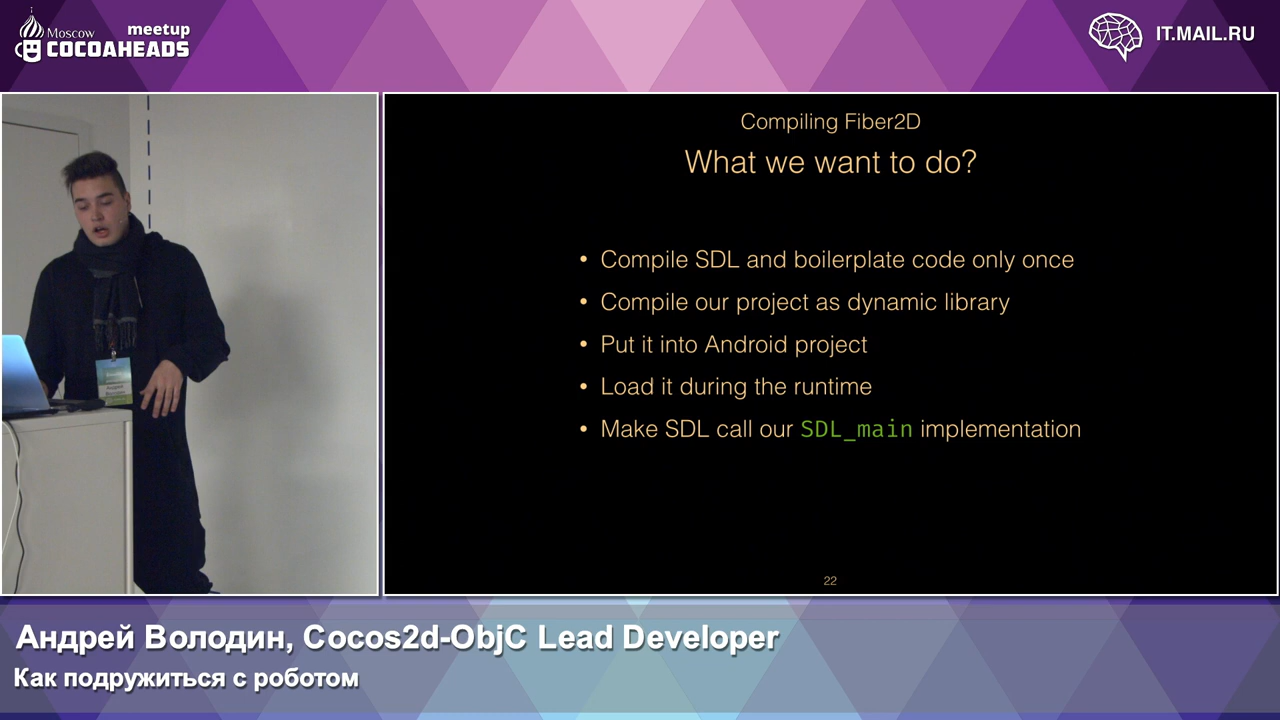 Moscow
meetup
COCOAHEADS
IT.MAIL.RU
Compiling Fiber2D
What we want to do?
• Compile SDL and boilerplate code only once
• Compile our project as dynamic library
• Put it into Android project
• Load it during the runtime
• Make SDL call our SDL_main implementation
22
Андрей Володин, Cocos2d-ObjC Lead Developer
Как подружиться с роботом